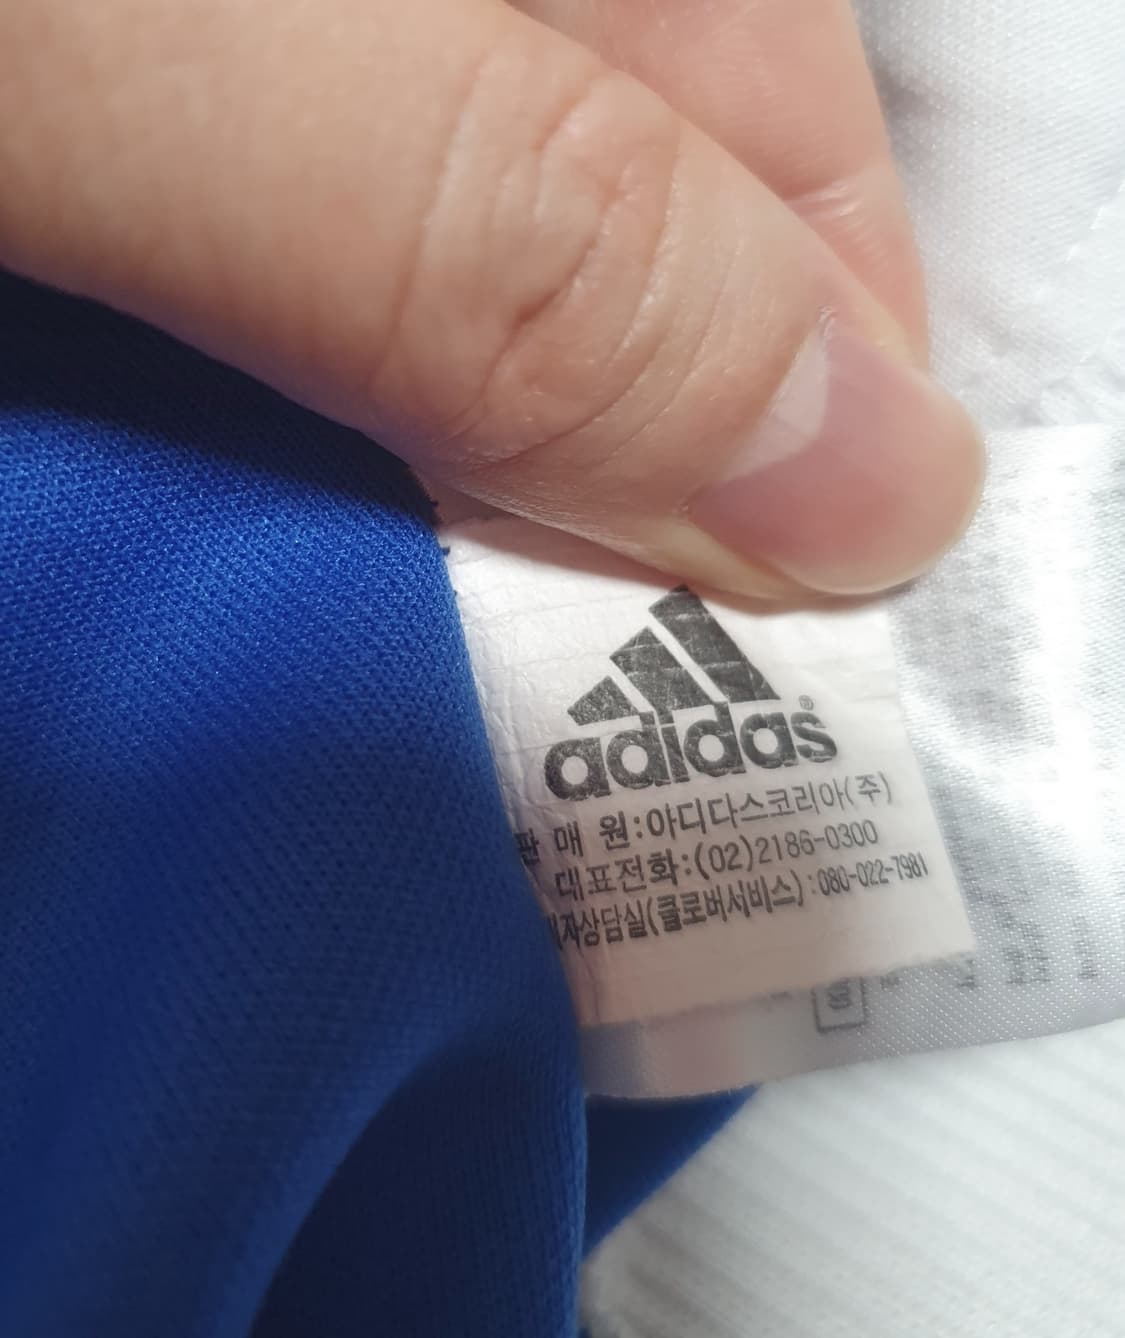 adidas®
판 매 원:아디다스코리아(주)
대표전화:(02)2186-0300
자상담실(클로버서비스):080-022-7981